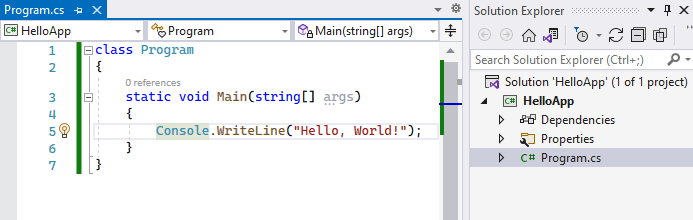 Program.cs
HelloApp
Program
Main(string[] args)
1 class Program
2 {
0 references
3 static void Main(string[] args)
4 {
5 Console.WriteLine("Hello, World!");
6 }
7 }
Solution Explorer
Search Solution Explorer (Ctrl+;)
Solution 'HelloApp' (1 of 1 project)
C# HelloApp
Dependencies
Properties
C# Program.cs